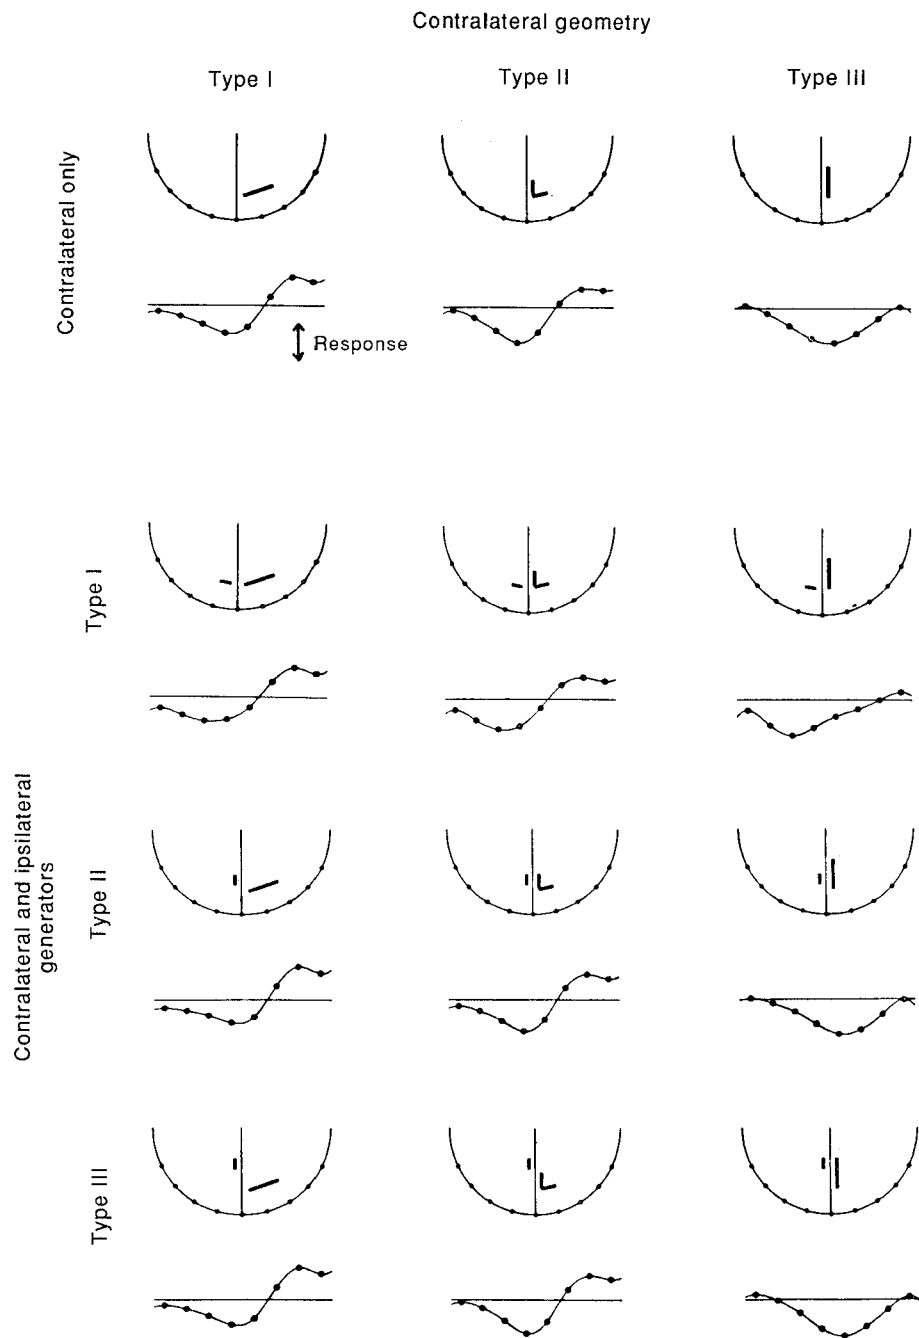 Contralateral geometry
Type I
Type II
Type III
Contralateral only
Response
Type I
Contralateral and ipsilateral
generators
Type II
Type III